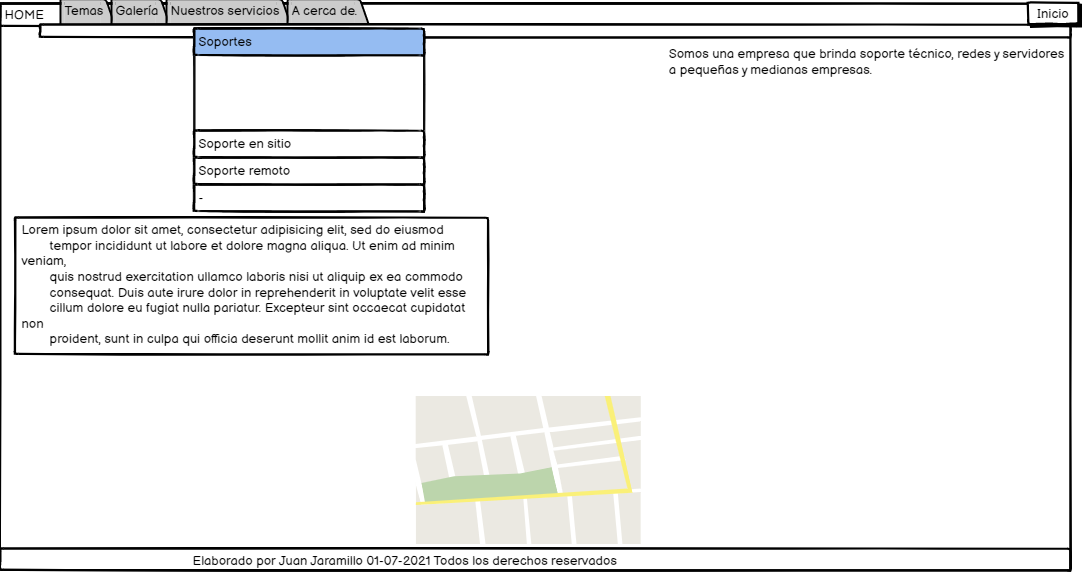 HOME
Temas
Galería
Nuestros servicios
A cerca de.
Inicio
Soportes
Somos una empresa que brinda soporte técnico, redes y servidores
a pequeñas y medianas empresas.
Soporte en sitio
Soporte remoto
-
Lorem ipsum dolor sit amet, consectetur adipisicing elit, sed do eiusmod
tempor incididunt ut labore et dolore magna aliqua. Ut enim ad minim
veniam,
quis nostrud exercitation ullamco laboris nisi ut aliquip ex ea commodo
consequat. Duis aute irure dolor in reprehenderit in voluptate velit esse
cillum dolore eu fugiat nulla pariatur. Excepteur sint occaecat cupidatat
non
proident, sunt in culpa qui officia deserunt mollit anim id est laborum.
Elaborado por Juan Jaramillo 01-07-2021 Todos los derechos reservados